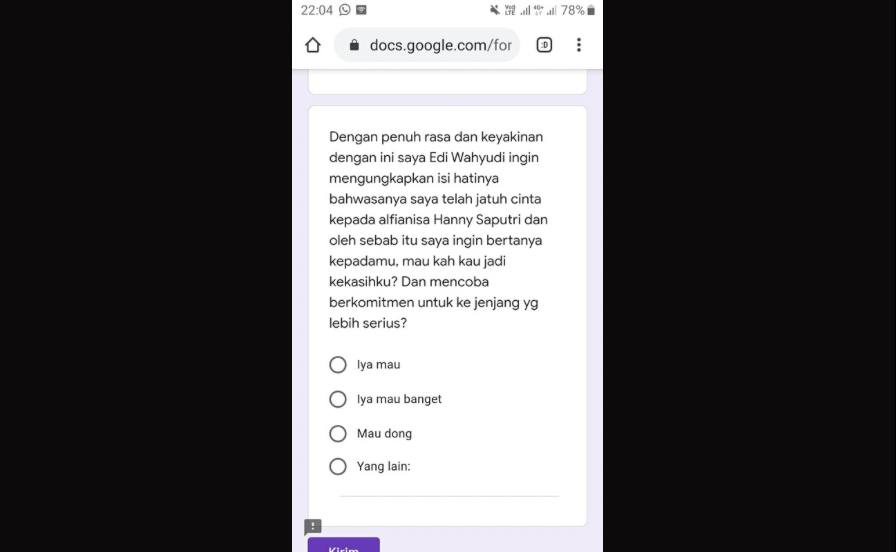 22:04 78%
docs.google.com/for :D
Dengan penuh rasa dan keyakinan
dengan ini saya Edi Wahyudi ingin
mengungkapkan isi hatinya
bahwasanya saya telah jatuh cinta
kepada alfianisa Hanny Saputri dan
oleh sebab itu saya ingin bertanya
kepadamu, mau kah kau jadi
kekasihku? Dan mencoba
berkomitmen untuk ke jenjang yg
lebih serius?
Iya mau
Iya mau banget
Mau dong
Yang lain:
Kirim